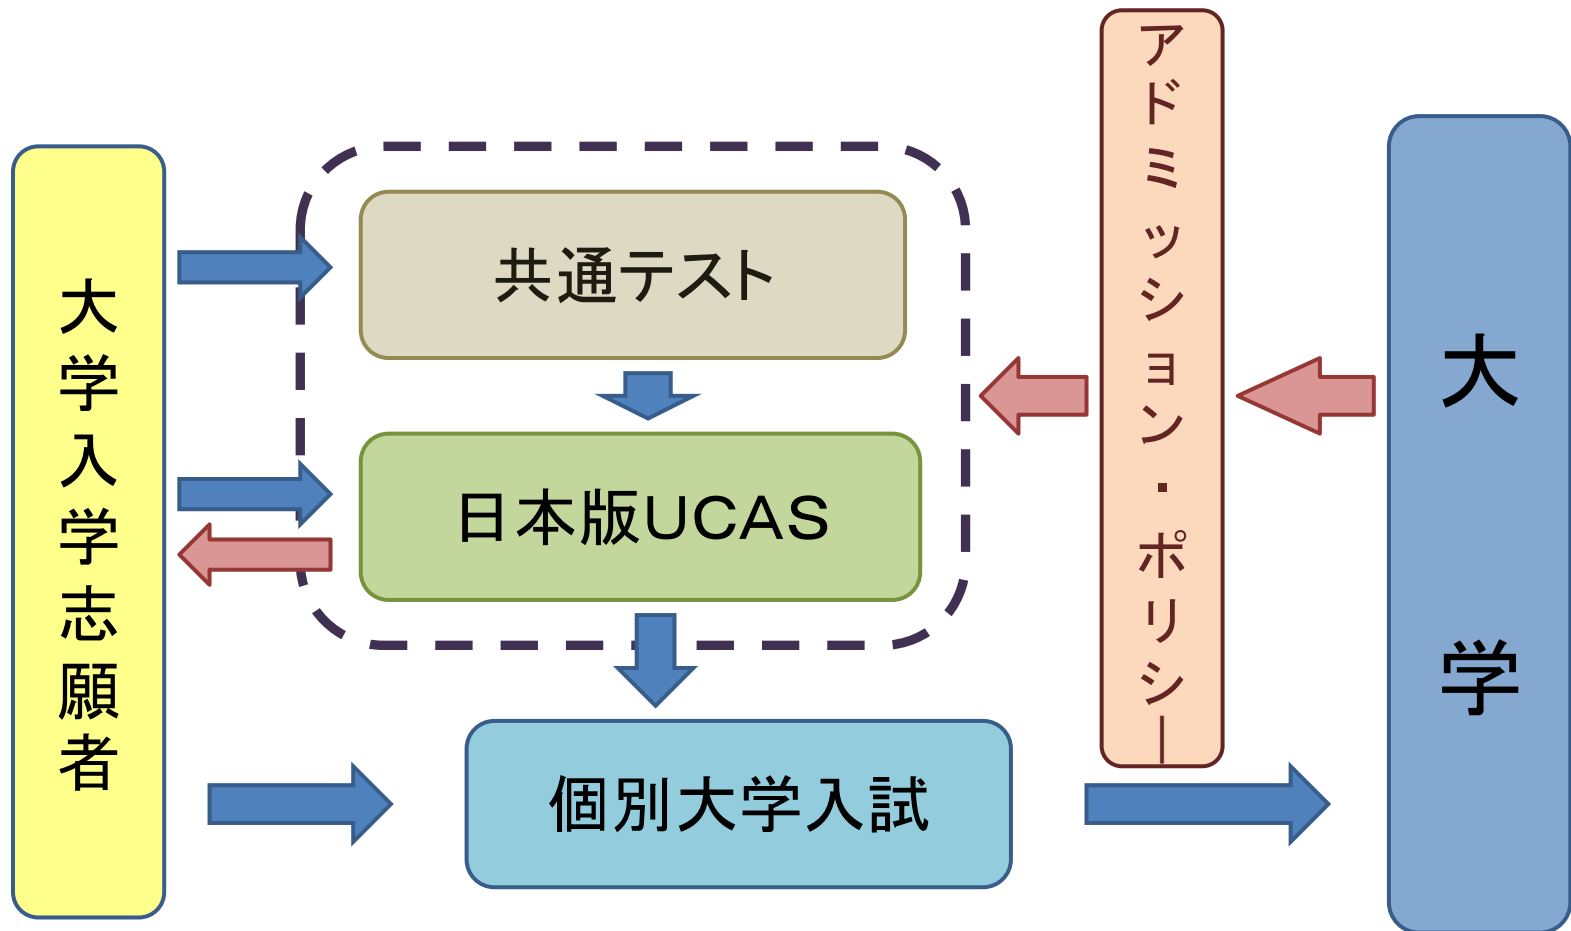 大学入学志願者
共通テスト
日本版UCAS
個別大学入試
アドミッション・ポリシー
大学